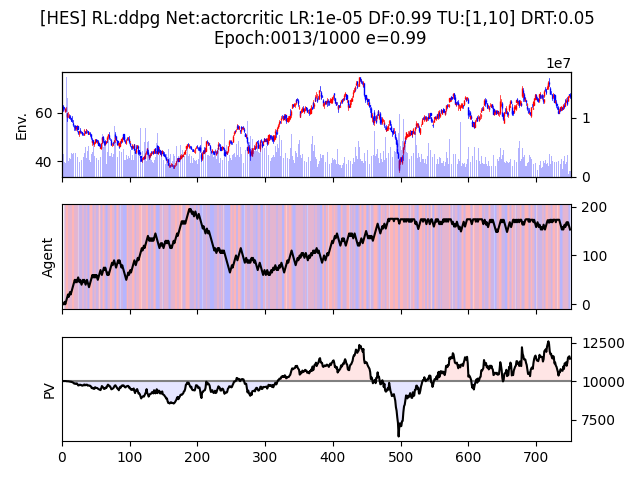 [HES] RL:ddpg Net:actorcritic LR:1e-05 DF:0.99 TU:[1,10] DRT:0.05
Epoch:0013/1000 e=0.99
1e7
Env.
60
40
1
0
Agent
200
100
0
PV
12500
10000
7500
0 100 200 300 400 500 600 700